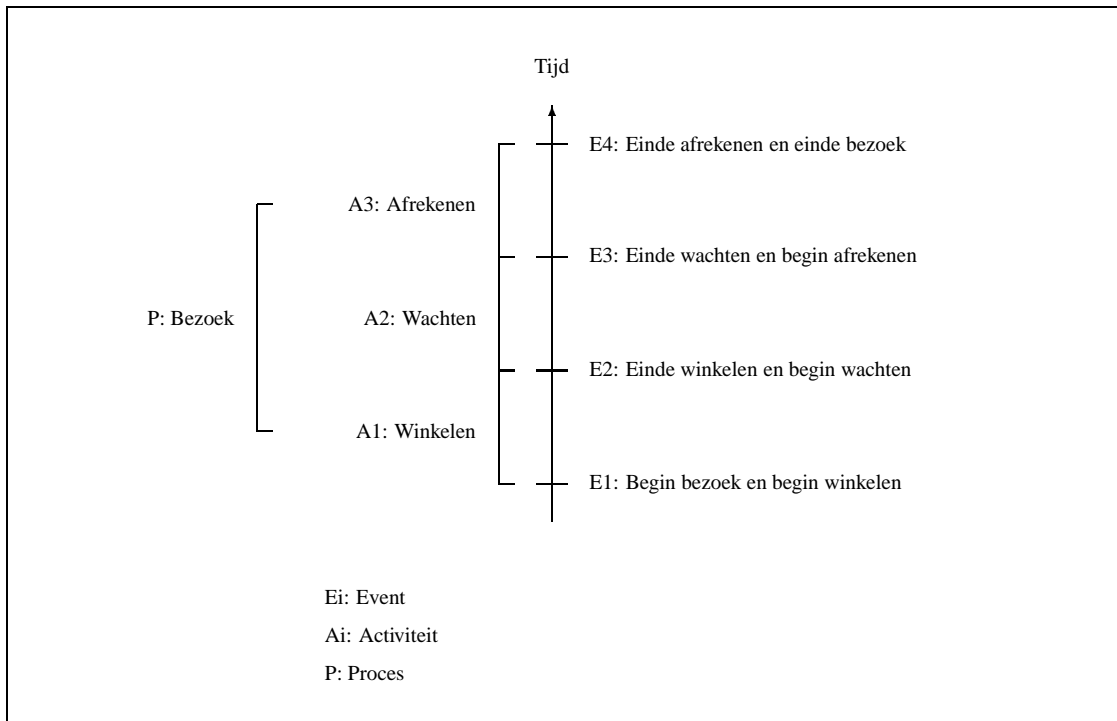 Tijd
E4: Einde afrekenen en einde bezoek
A3: Afrekenen
E3: Einde wachten en begin afrekenen
P: Bezoek
A2: Wachten
E2: Einde winkelen en begin wachten
A1: Winkelen
E1: Begin bezoek en begin winkelen
Ei: Event
Ai: Activiteit
P: Proces